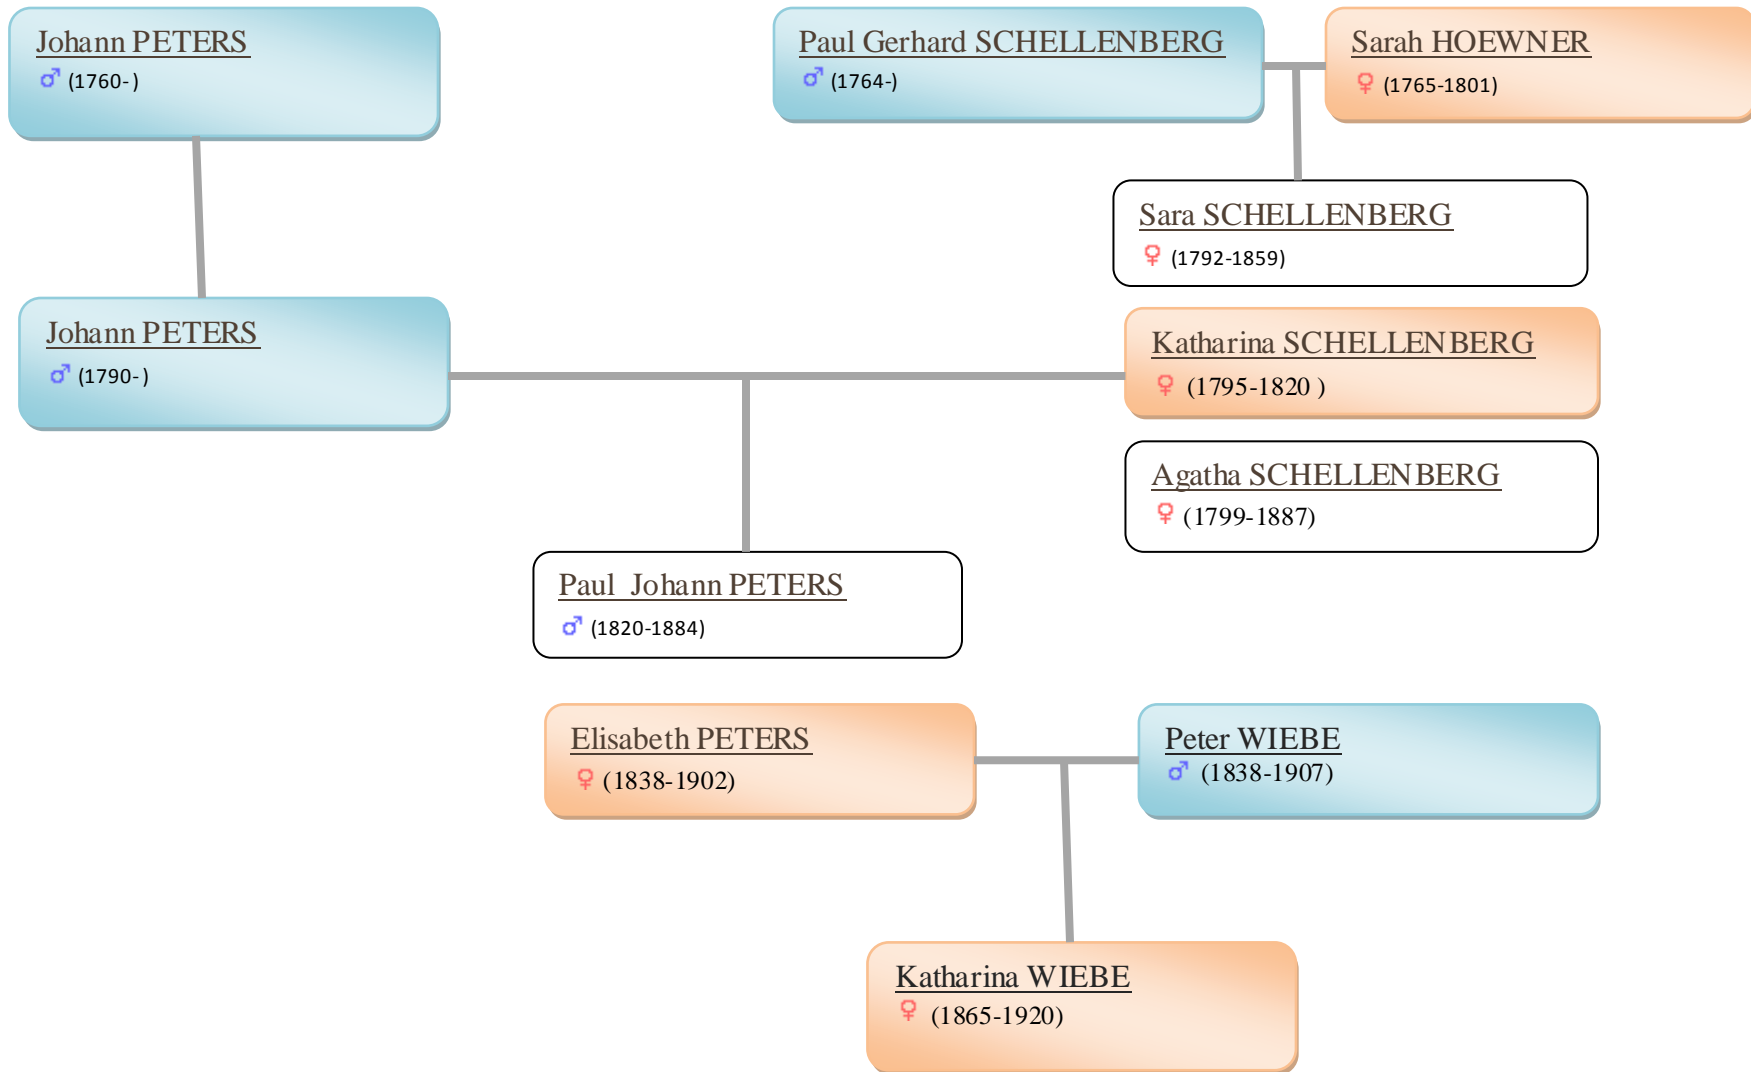 Johann PETERS
♂ (1760- )
Paul Gerhard SCHELLENBERG
♂ (1764-)
Sarah HOEWNER
♀ (1765-1801)
Sara SCHELLENBERG
♀ (1792-1859)
Johann PETERS
♂ (1790- )
Katharina SCHELLENBERG
♀ (1795-1820 )
Agatha SCHELLENBERG
♀ (1799-1887)
Paul  Johann PETERS
♂ (1820-1884)
Elisabeth PETERS
♀ (1838-1902)
Peter WIEBE
♂ (1838-1907)
Katharina WIEBE
♀ (1865-1920)